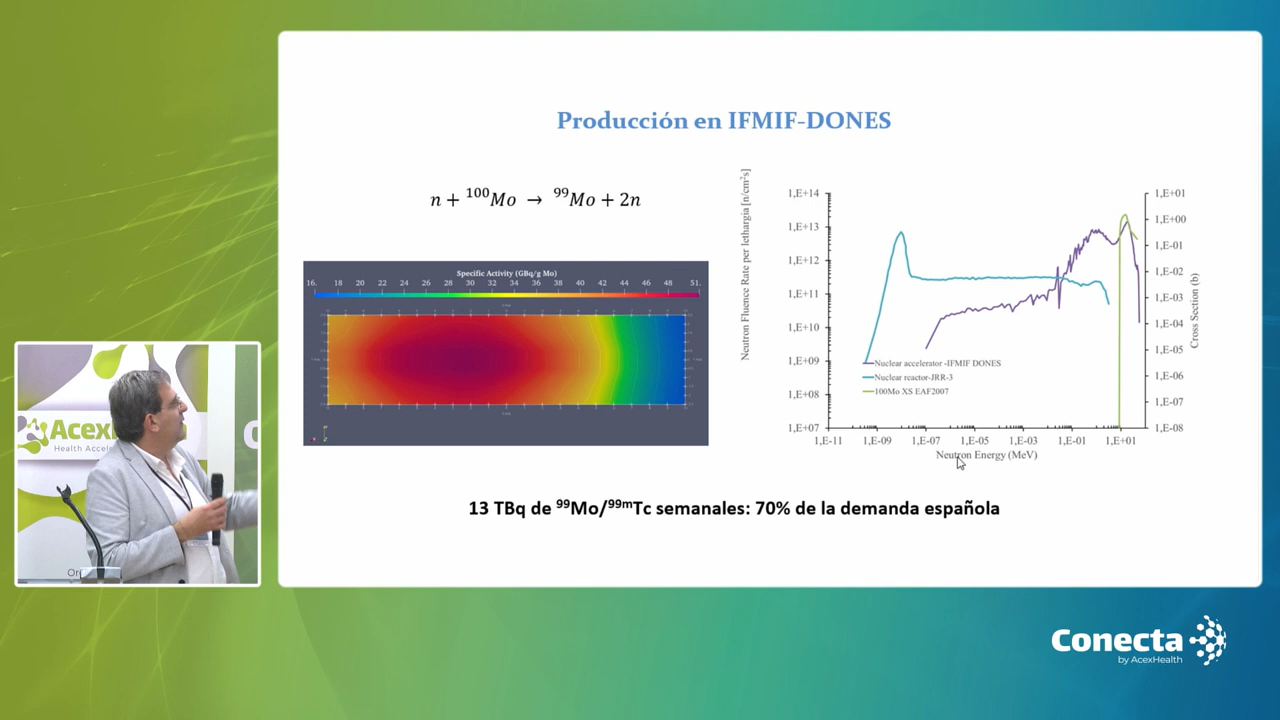 Producción en IFMIF-DONES
n + ¹⁰⁰Mo → ⁹⁹Mo + 2n
Specific Activity (GBq/g Mo)
16. 18 20 22 24 26 28 30 32 34 36 38 40 42 44 46 48 51.
Neutron Fluence Rate per lethargia [n/cm²s]
1,E+14
1,E+13
1,E+12
1,E+11
1,E+10
1,E+09
1,E+08
1,E+07
1,E+01
1,E+00
1,E-01
1,E-02
1,E-03
1,E-04
1,E-05
1,E-06
1,E-07
1,E-08
Cross Section (b)
Nuclear accelerator -IFMIF DONES
Nuclear reactor-JRR-3
100Mo XS EAF2007
1,E-11 1,E-09 1,E-07 1,E-05 1,E-03 1,E-01 1,E+01
Neutron Energy (MeV)
13 TBq de ⁹⁹Mo/⁹⁹ᵐTc semanales: 70% de la demanda española
Acex
Health Accele
Or
Conecta
by AcexHealth